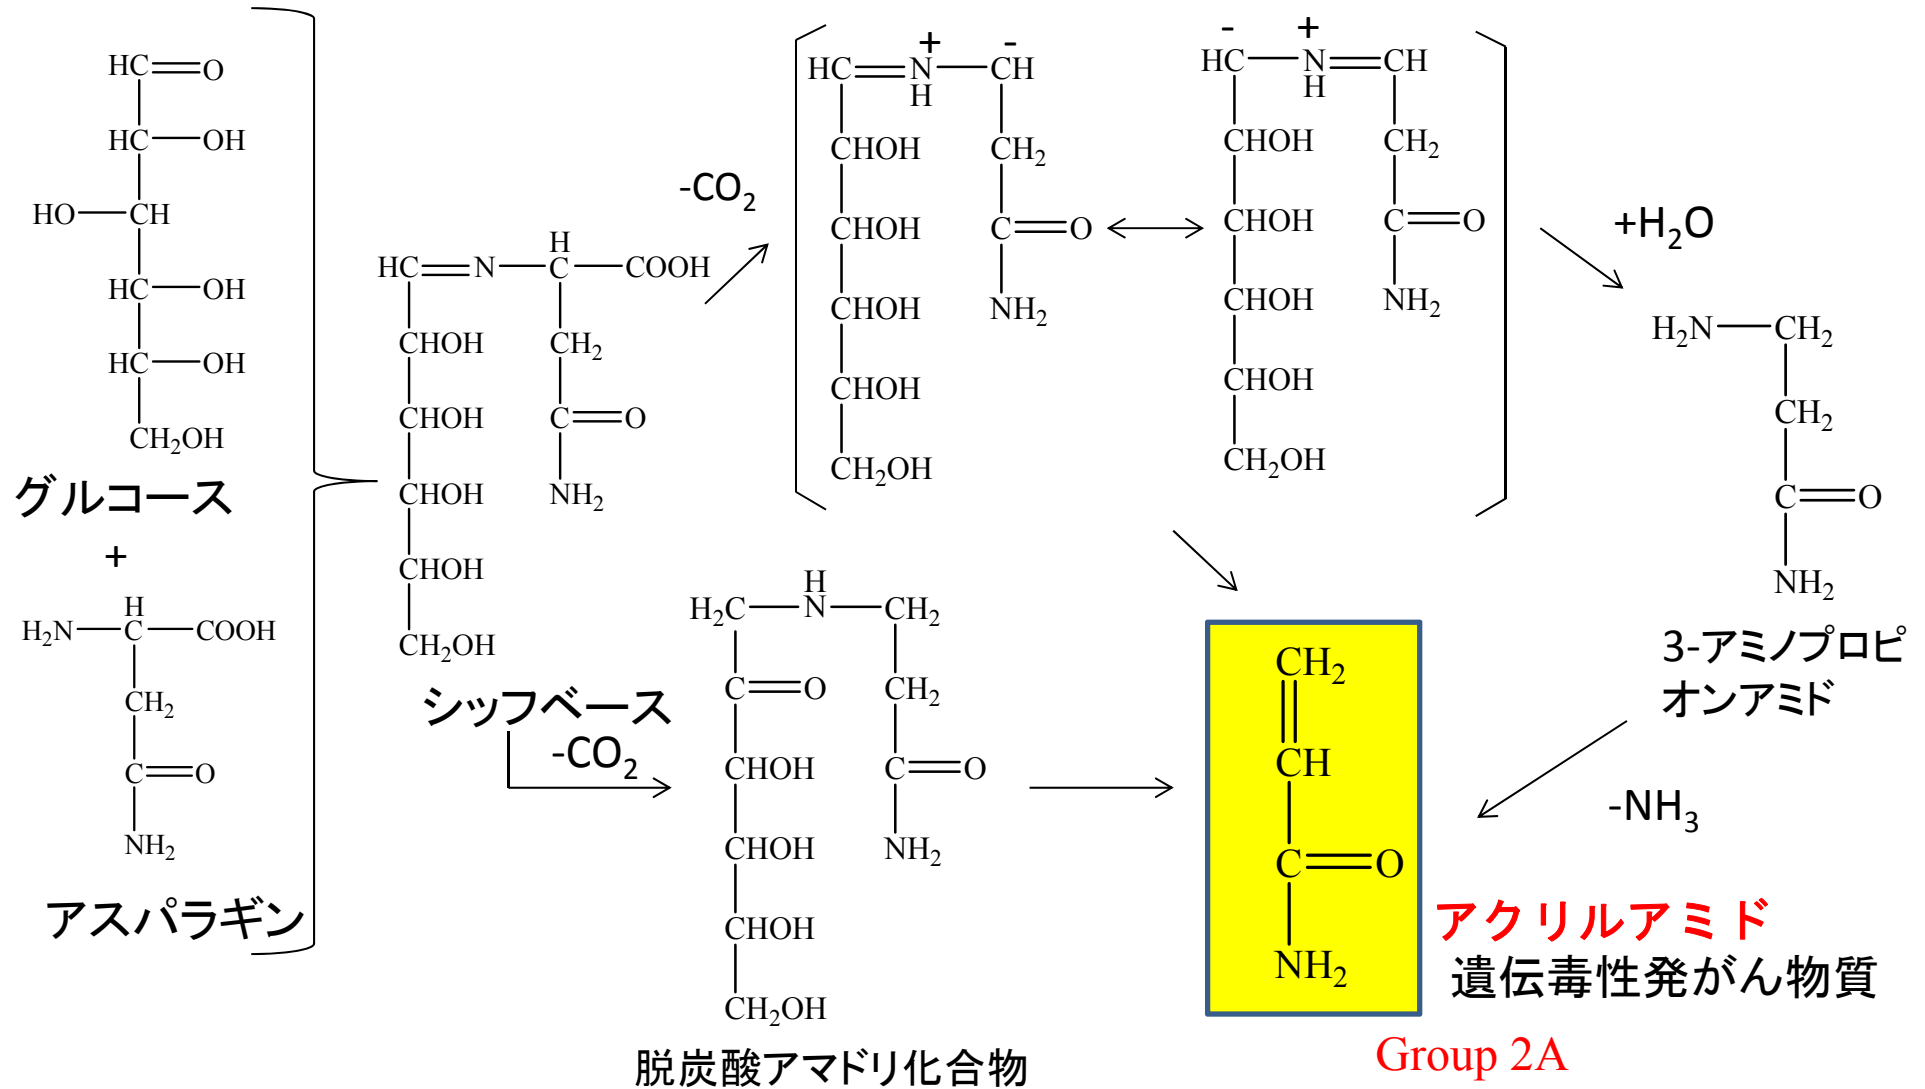 HC=O
HC-OH
HO-CH
HC-OH
HC-OH
CH2OH
グルコース
+
H
H2N-C-COOH
CH2
C=O
NH2
アスパラギン
H
HC=N-C-COOH
CHOH CH2
CHOH C=O
CHOH NH2
CHOH
CH2OH
シッフベース
-CO2
+ -
HC=N-CH
H
CHOH CH2
CHOH C=O
CHOH NH2
CHOH
CH2OH
- +
HC-N=CH
H
CHOH CH2
CHOH C=O
CHOH NH2
CHOH
CH2OH
+H2O
H2N-CH2
CH2
C=O
NH2
3-アミノプロピ
オンアミド
-NH3
-CO2
H
H2C-N-CH2
C=O CH2
CHOH C=O
CHOH NH2
CHOH
CH2OH
脱炭酸アマドリ化合物
CH2
CH
C=O
NH2
アクリルアミド
遺伝毒性発がん物質
Group 2A